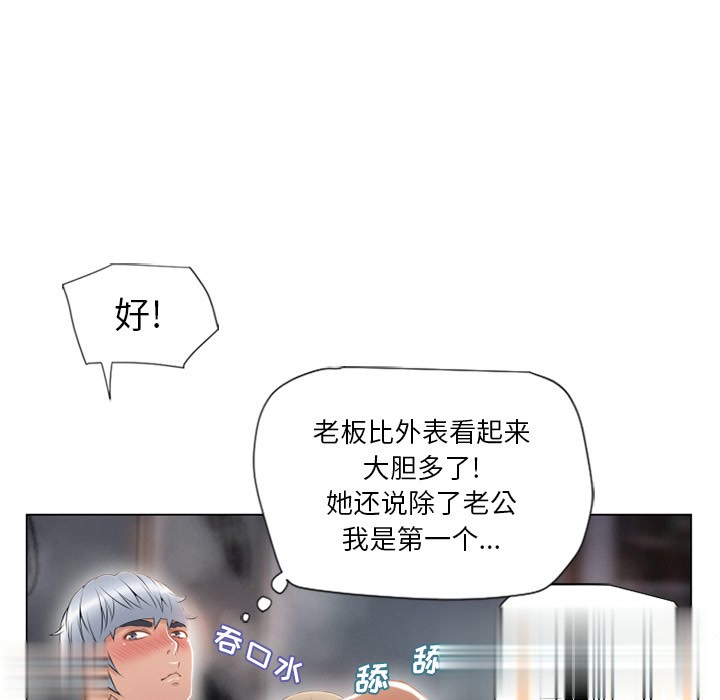 好!
老板比外表看起来
大胆多了!
她还说除了老公
我是第一个...
吞口水
舔 舔